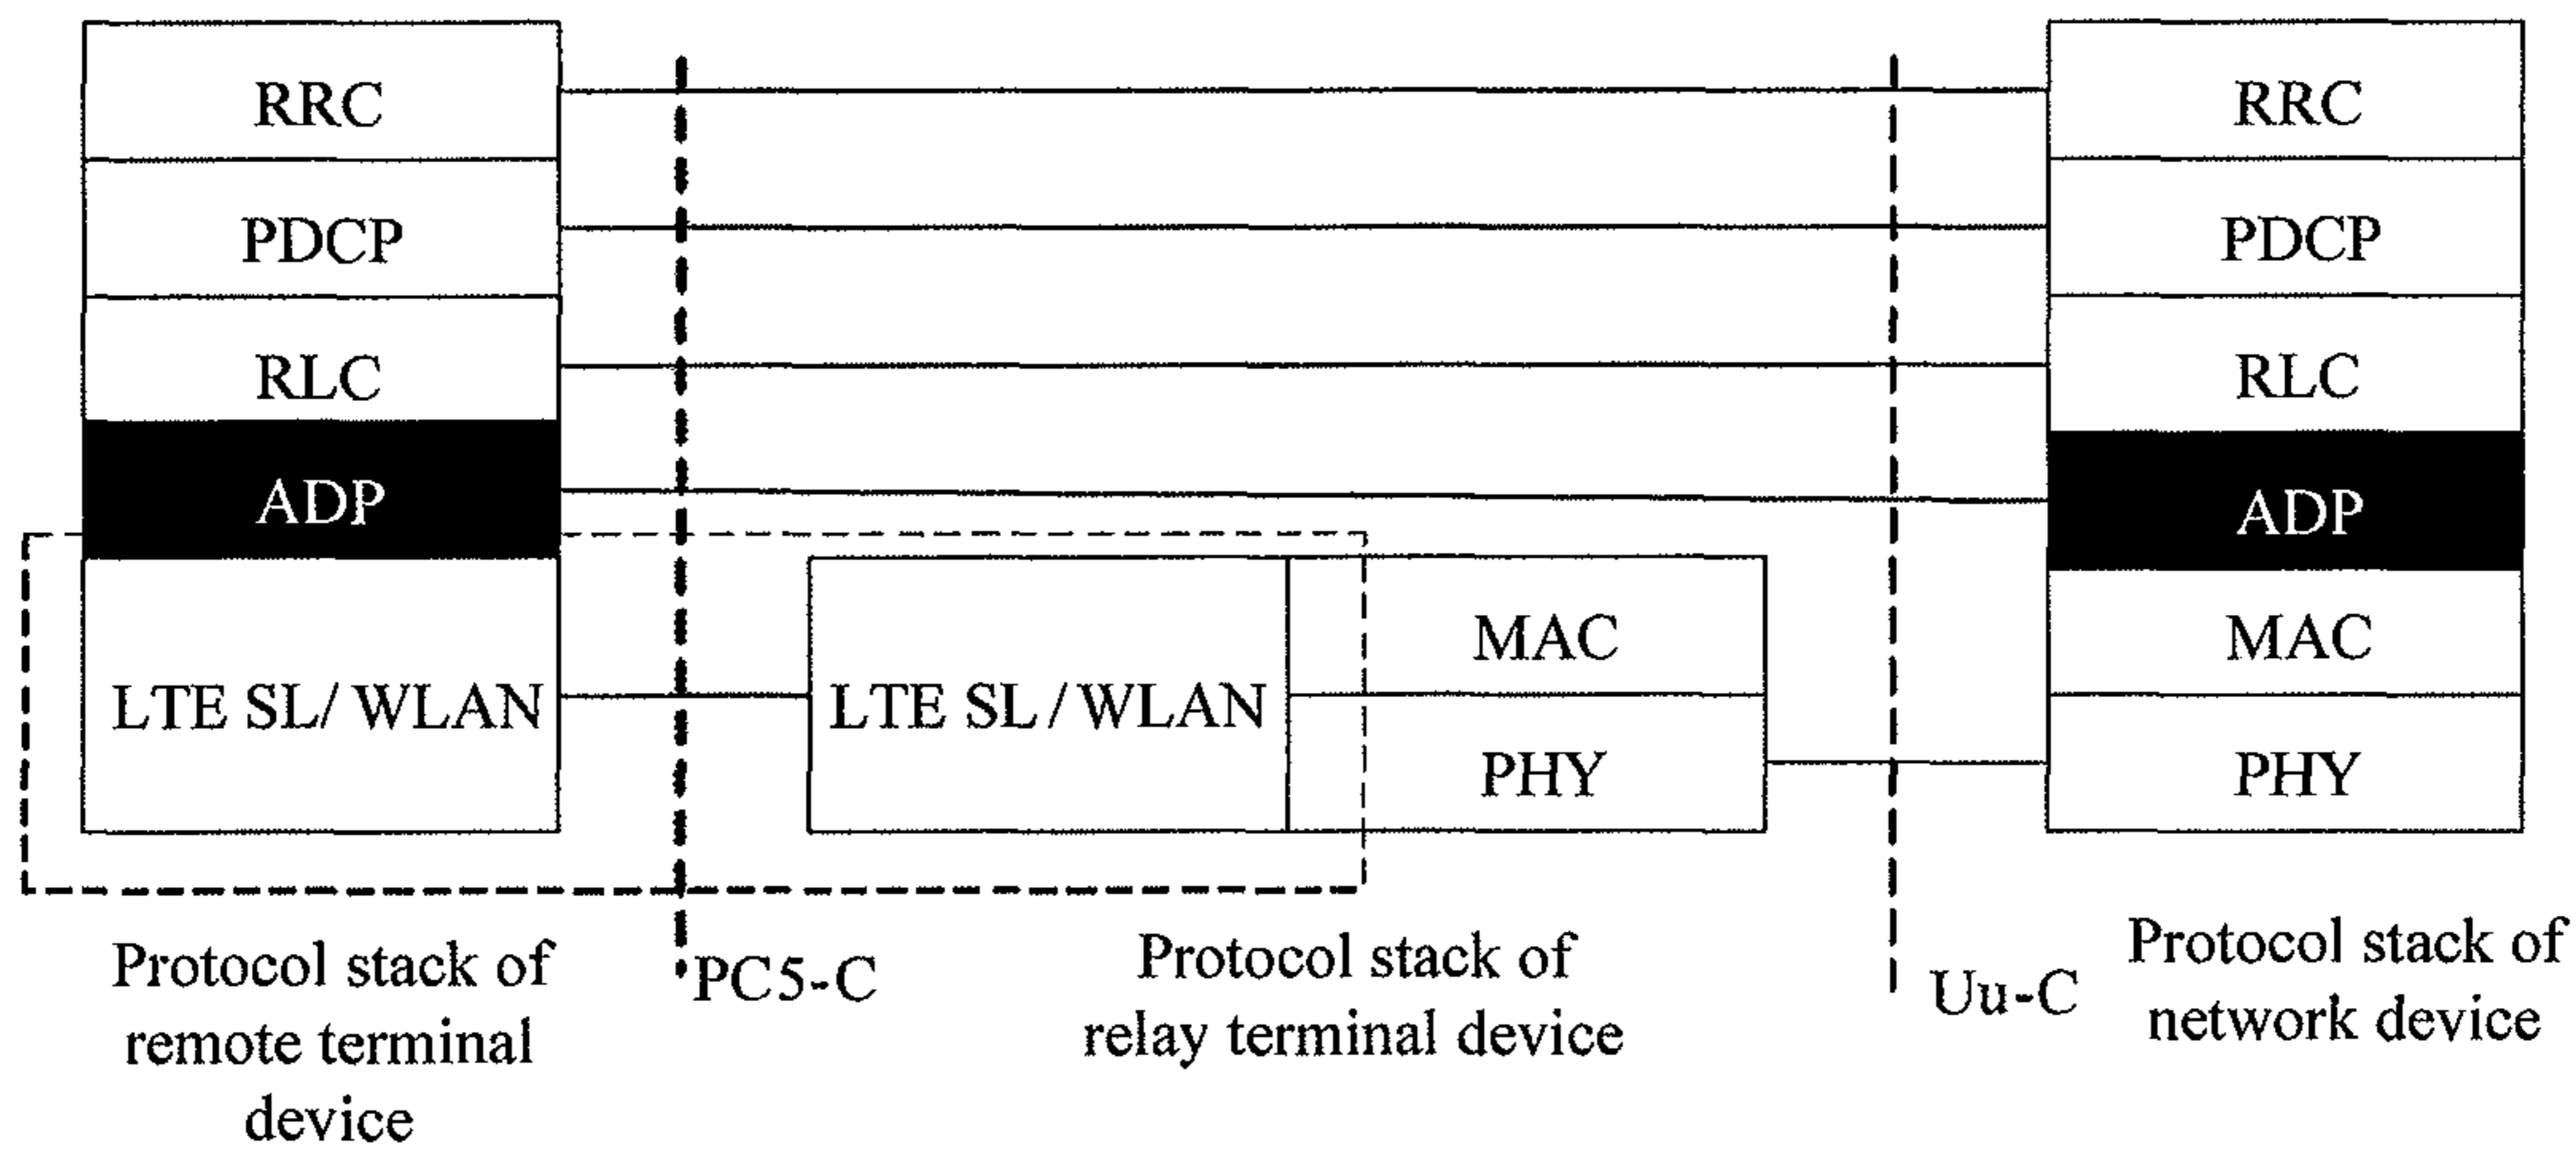 RRC
PDCP
RLC
ADP
LTE SL/ WLAN
LTE SL / WLAN
MAC
PHY
RRC
PDCP
RLC
ADP
MAC
PHY
Protocol stack of
remote terminal
device
PC5-C
Protocol stack of
relay terminal device
Uu-C
Protocol stack of
network device